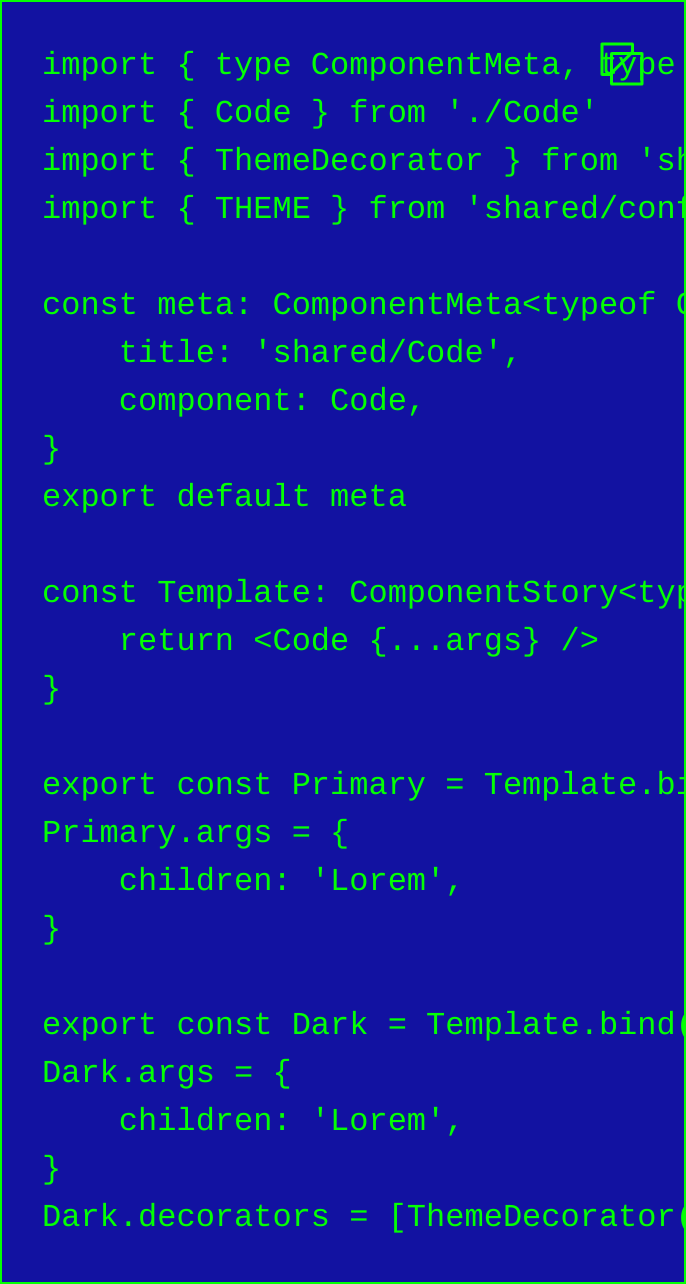 import { type ComponentMeta, type
import { Code } from './Code'
import { ThemeDecorator } from 'sh
import { THEME } from 'shared/conf

const meta: ComponentMeta<typeof C
    title: 'shared/Code',
    component: Code,
}
export default meta

const Template: ComponentStory<typ
    return <Code {...args} />
}

export const Primary = Template.bi
Primary.args = {
    children: 'Lorem',
}

export const Dark = Template.bind(
Dark.args = {
    children: 'Lorem',
}
Dark.decorators = [ThemeDecorator(